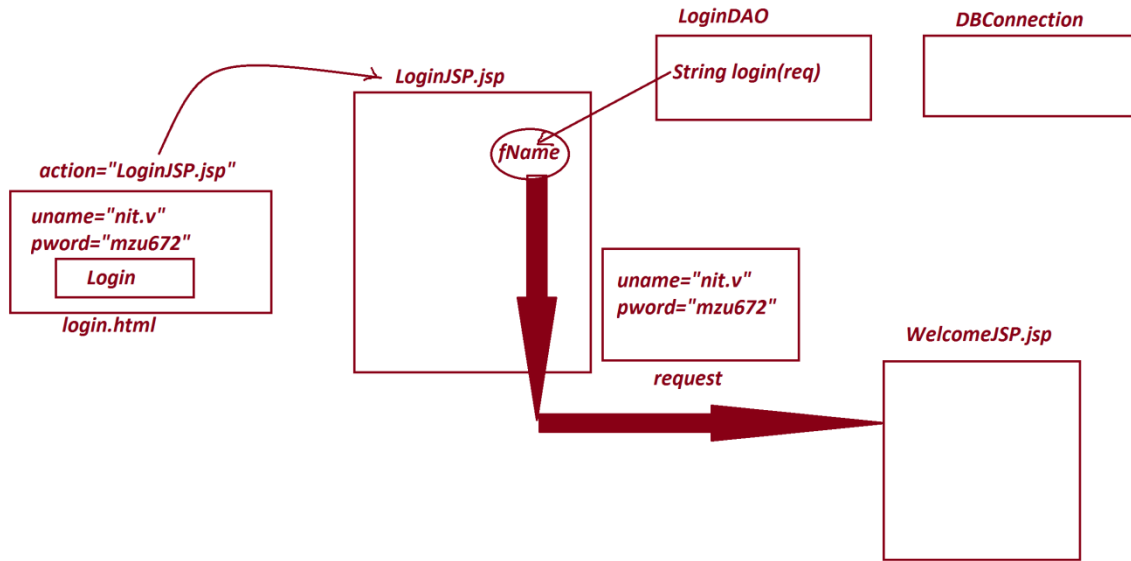 LoginDAO
DBConnection
String login(req)
LoginJSP.jsp
fName
action="LoginJSP.jsp"
uname="nit.v"
pword="mzu672"
Login
login.html
uname="nit.v"
pword="mzu672"
request
WelcomeJSP.jsp